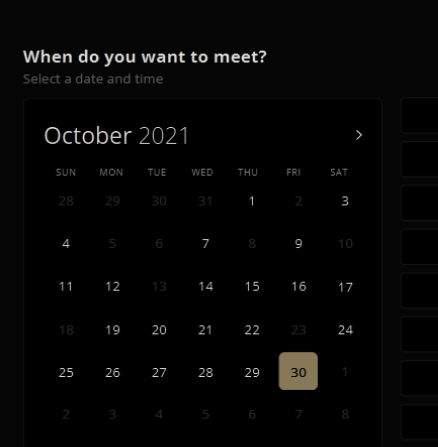 When do you want to meet?
Select a date and time
October 2021
SUN MON TUE WED THU FRI SAT
28 29 30 31 1 2 3
4 5 6 7 8 9 10
11 12 13 14 15 16 17
18 19 20 21 22 23 24
25 26 27 28 29 30 1
2 3 4 5 6 7 8